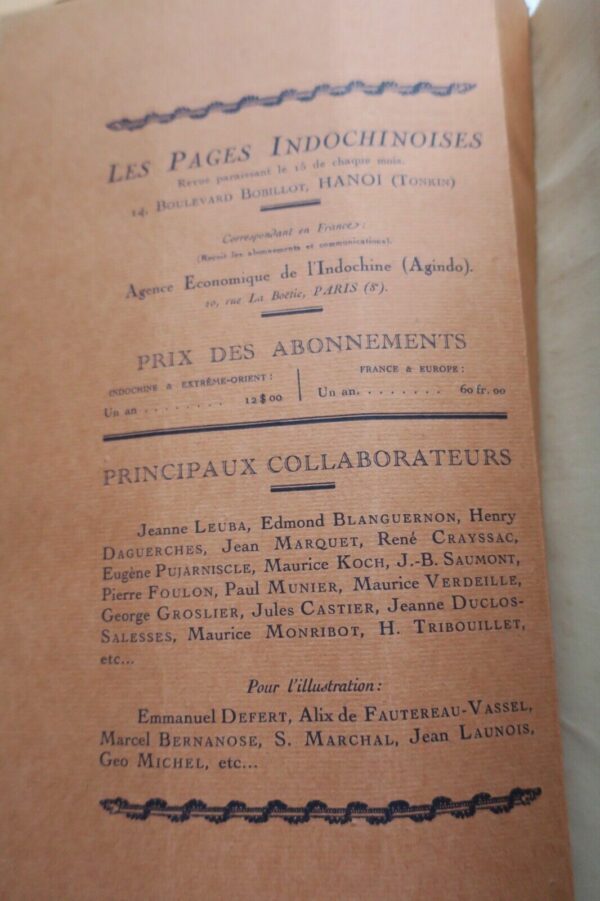 LES PAGES INDOCHINOISES
Revue paraissant le 15 de chaque mois.
14, BOULEVARD BOBILLOT, HANOI (TONKIN)
Correspondant en France:
(Reçoit les abonnements et communications).
Agence Economique de l'Indochine (Agindo).
20, rue La Boëtie, PARIS (8e).
PRIX DES ABONNEMENTS
INDOCHINE & EXTRÊME-ORIENT:
Un an ........ 12$00
FRANCE & EUROPE:
Un an. ....... 60 fr. 00
PRINCIPAUX COLLABORATEURS
Jeanne LEUBA, Edmond BLANGUERNON, Henry
DAGUERCHES, Jean MARQUET, René CRAYSSAC,
Eugène PUJARNISCLE, Maurice KOCH, J.-B. SAUMONT,
Pierre FOULON, Paul MUNIER, Maurice VERDEILLE,
George GROSLIER, Jules CASTIER, Jeanne DUCLOS-
SALESSES, Maurice MONRIBOT, H. TRIBOUILLET,
etc...
Pour l'illustration:
Emmanuel DEFERT, Alix de FAUTEREAU-VASSEL,
Marcel BERNANOSE, S. MARCHAL, Jean LAUNOIS,
Geo MICHEL, etc...